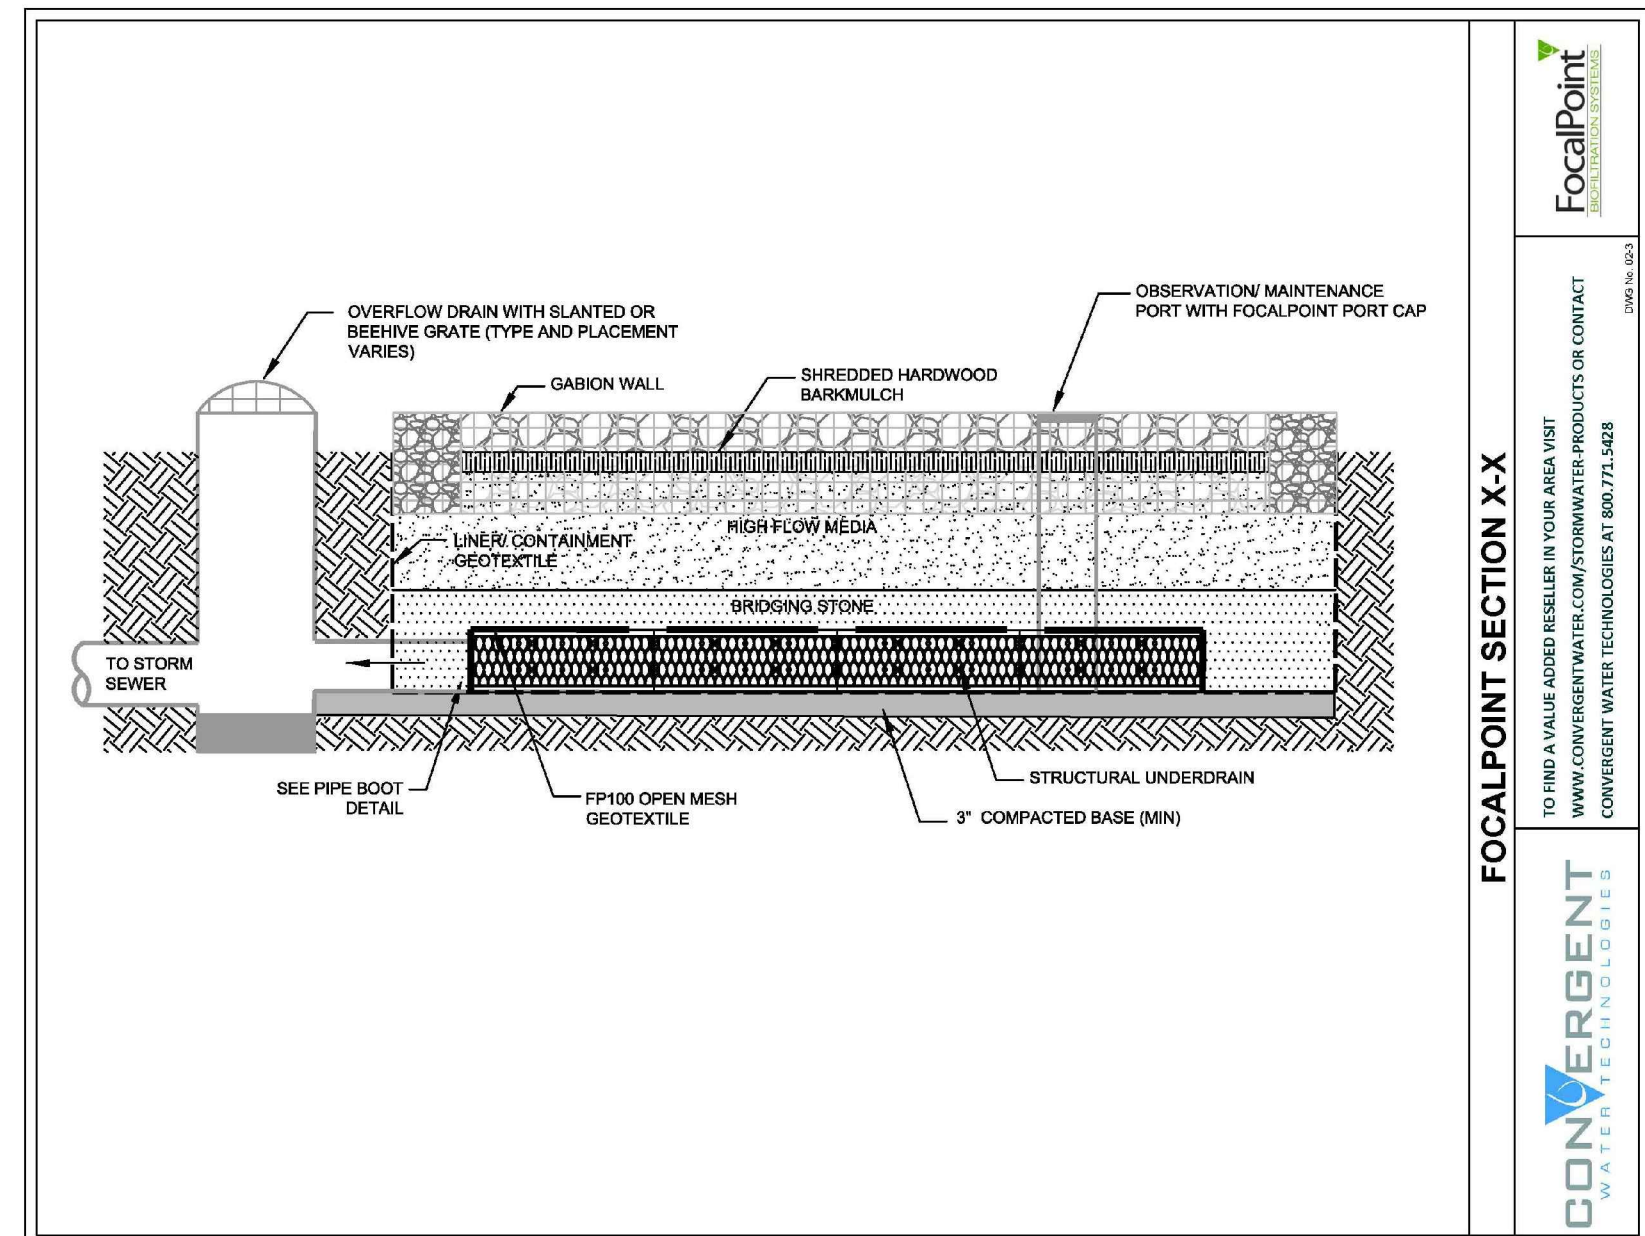 OVERFLOW DRAIN WITH SLANTED OR
BEEHIVE GRATE (TYPE AND PLACEMENT
VARIES)
OBSERVATION/ MAINTENANCE
PORT WITH FOCALPOINT PORT CAP
GABION WALL
SHREDDED HARDWOOD
BARKMULCH
HIGH FLOW MEDIA
LINER/ CONTAINMENT
GEOTEXTILE
BRIDGING STONE
TO STORM
SEWER
SEE PIPE BOOT
DETAIL
FP100 OPEN MESH
GEOTEXTILE
STRUCTURAL UNDERDRAIN
3" COMPACTED BASE (MIN)
FOCALPOINT SECTION X-X
FocalPoint
BIOFILTRATION SYSTEMS
TO FIND A VALUE ADDED RESELLER IN YOUR AREA VISIT
WWW.CONVERGENTWATER.COM/STORMWATER-PRODUCTS OR CONTACT
CONVERGENT WATER TECHNOLOGIES AT 800.771.5428
DWG No. 02-3
CONVERGENT
WATER TECHNOLOGIES